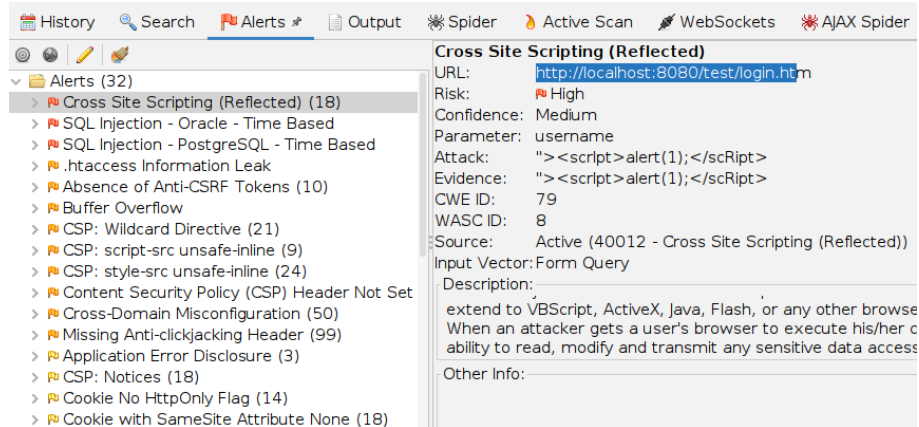 History Search Alerts Output Spider Active Scan WebSockets AJAX Spider
Alerts (32)
Cross Site Scripting (Reflected) (18)
SQL Injection - Oracle - Time Based
SQL Injection - PostgreSQL - Time Based
.htaccess Information Leak
Absence of Anti-CSRF Tokens (10)
Buffer Overflow
CSP: Wildcard Directive (21)
CSP: script-src unsafe-inline (9)
CSP: style-src unsafe-inline (24)
Content Security Policy (CSP) Header Not Set
Cross-Domain Misconfiguration (50)
Missing Anti-clickjacking Header (99)
Application Error Disclosure (3)
CSP: Notices (18)
Cookie No HttpOnly Flag (14)
Cookie with SameSite Attribute None (18)
Cross Site Scripting (Reflected)
URL: http://localhost:8080/test/login.htm
Risk: High
Confidence: Medium
Parameter: username
Attack: "><scrIpt>alert(1);</scRipt>
Evidence: "><scrIpt>alert(1);</scRipt>
CWE ID: 79
WASC ID: 8
Source: Active (40012 - Cross Site Scripting (Reflected))
Input Vector: Form Query
Description:
extend to VBScript, ActiveX, Java, Flash, or any other browse
When an attacker gets a user's browser to execute his/her
ability to read, modify and transmit any sensitive data access
Other Info: